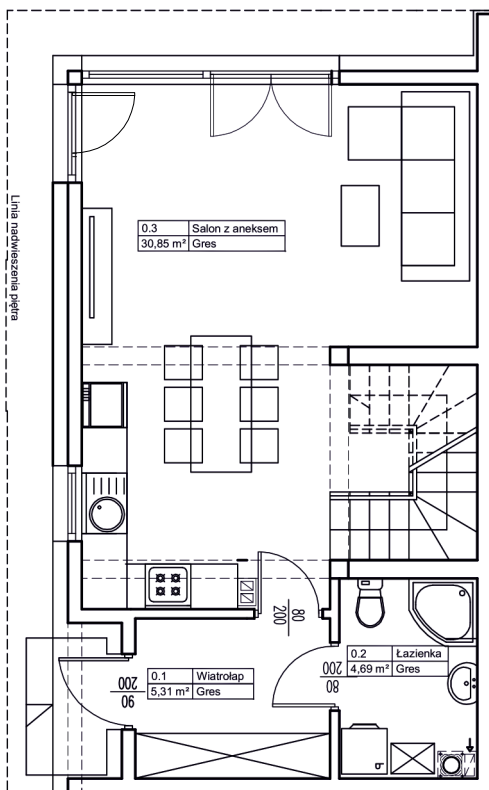 Linia nadwieszenia piętra
0.3 Salon z aneksem
30,85 m² Gres
80
200
0.2 Łazienka
4,69 m² Gres
80
200
0.1 Wiatrołap
5,31 m² Gres
90
200